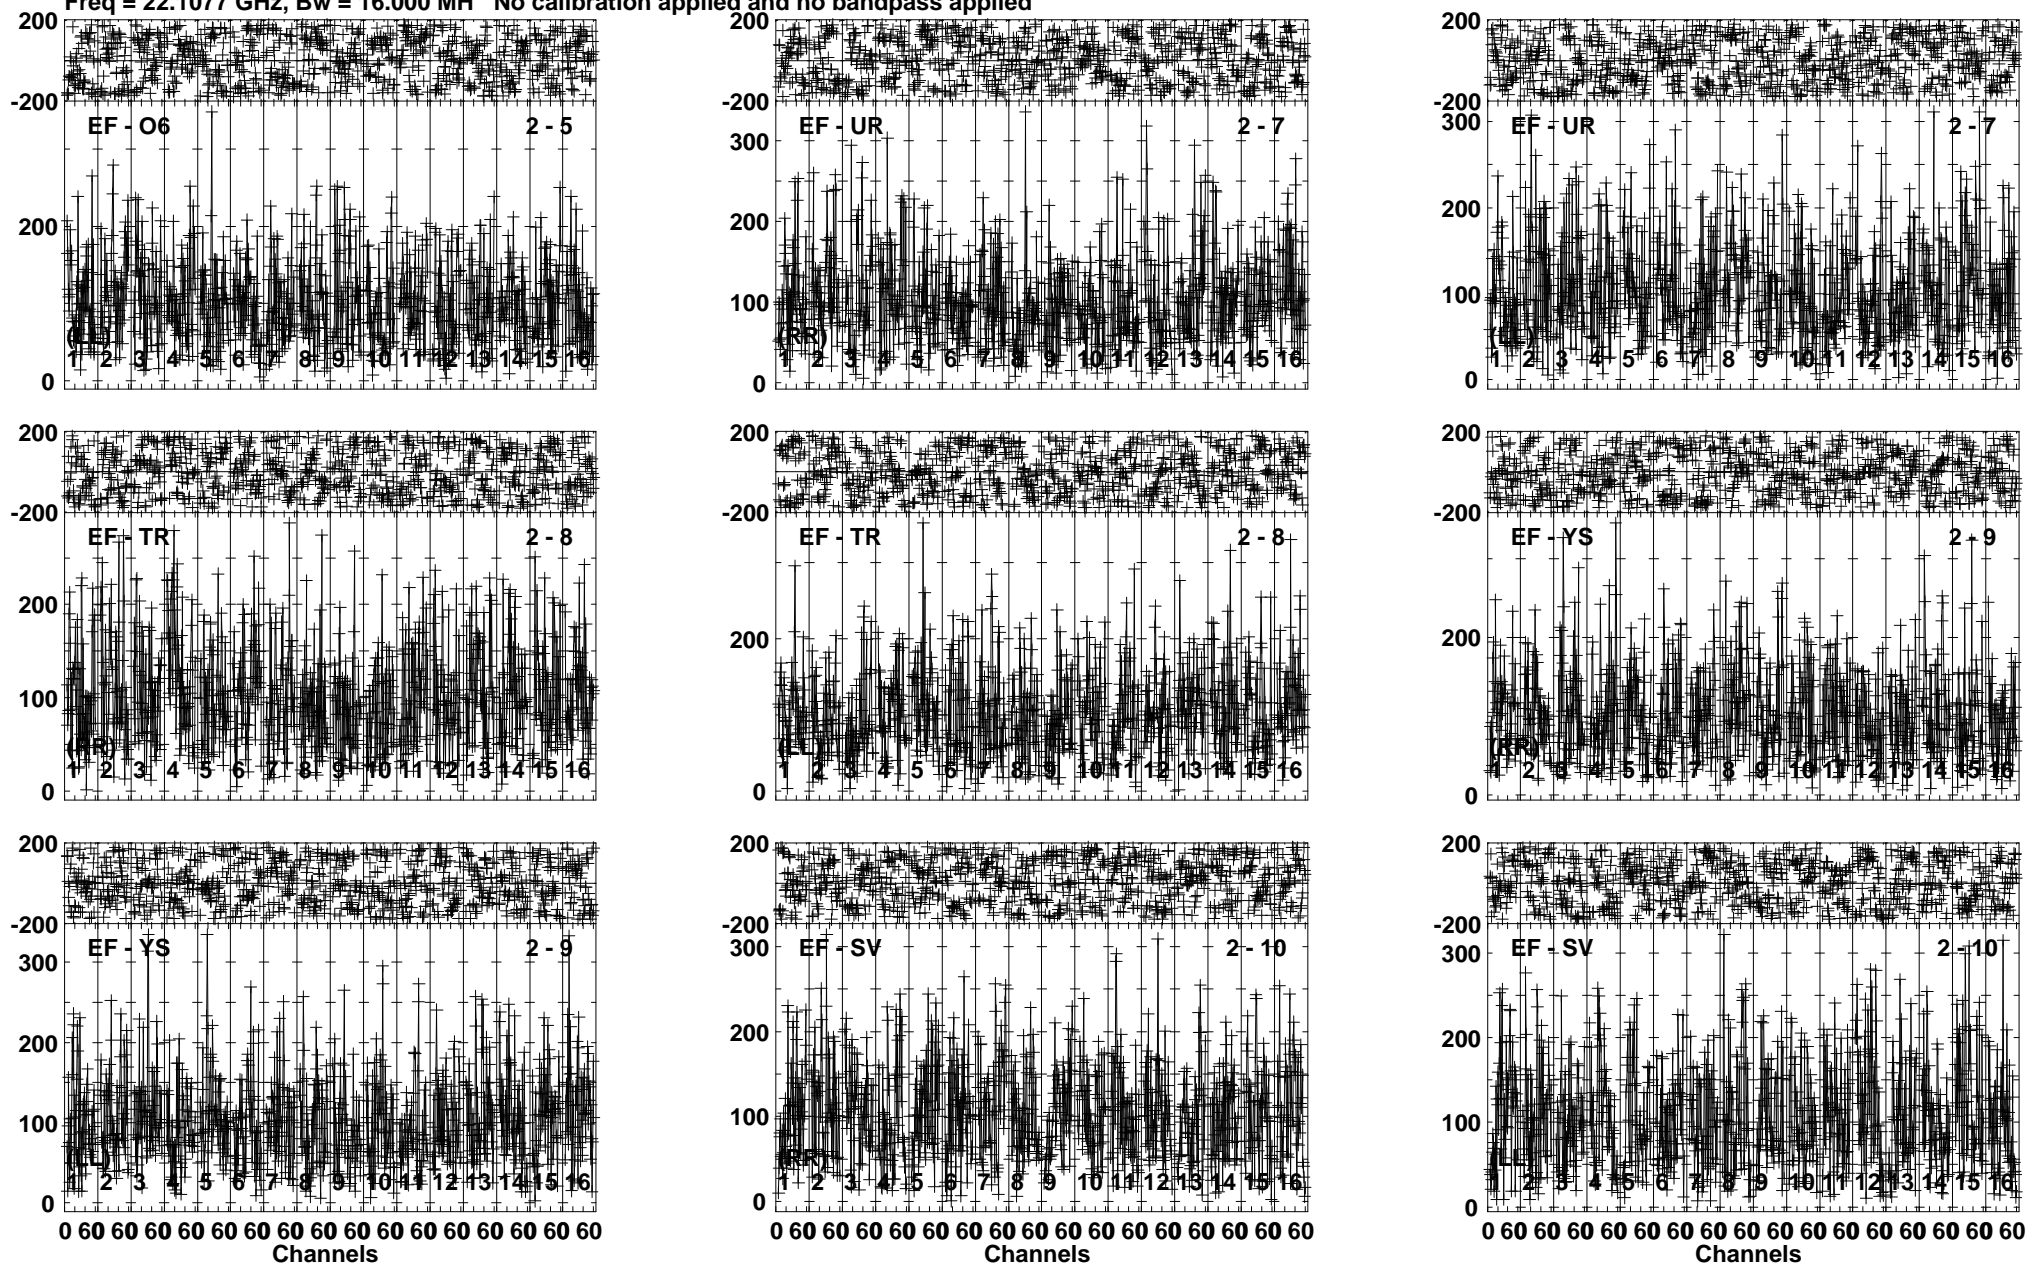 Freq = 22.1077 GHz, Bw = 16.000 MH No calibration applied and no bandpass applied
200 200 200
-200 -200 -200
EF - O6 2 - 5 EF - UR 2 - 7 EF - UR 2 - 7
300 300
200 200 200
100 100
(LL) (RR) (LL)
1 2 3 4 5 6 7 8 9 10 11 12 13 14 15 16 1 2 3 4 5 6 7 8 9 10 11 12 13 14 15 16 1 2 3 4 5 6 7 8 9 10 11 12 13 14 15 16
0 0 0
200 200 200
-200 -200 -200
EF - TR 2 - 8 EF - TR 2 - 8 EF - YS 2 - 9
200 200 200
100
(RR) (LL) (RR)
1 2 3 4 5 6 7 8 9 10 11 12 13 14 15 16 1 2 3 4 5 6 7 8 9 10 11 12 13 14 15 16 1 2 3 4 5 6 7 8 9 10 11 12 13 14 15 16
0 0 0
200 200 200
-200 -200 -200
EF - YS 2 - 9 EF - SV 2 - 10 EF - SV 2 - 10
300 300 300
200 200 200
100 100 100
(LL) (RR) (LL)
1 2 3 4 5 6 7 8 9 10 11 12 13 14 15 16 1 2 3 4 5 6 7 8 9 10 11 12 13 14 15 16 1 2 3 4 5 6 7 8 9 10 11 12 13 14 15 16
0 0 0
0 60 60 60 60 60 60 60 60 60 60 60 60 60 60 60 60 0 60 60 60 60 60 60 60 60 60 60 60 60 60 60 60 60 0 60 60 60 60 60 60 60 60 60 60 60 60 60 60 60 60
Channels Channels Channels